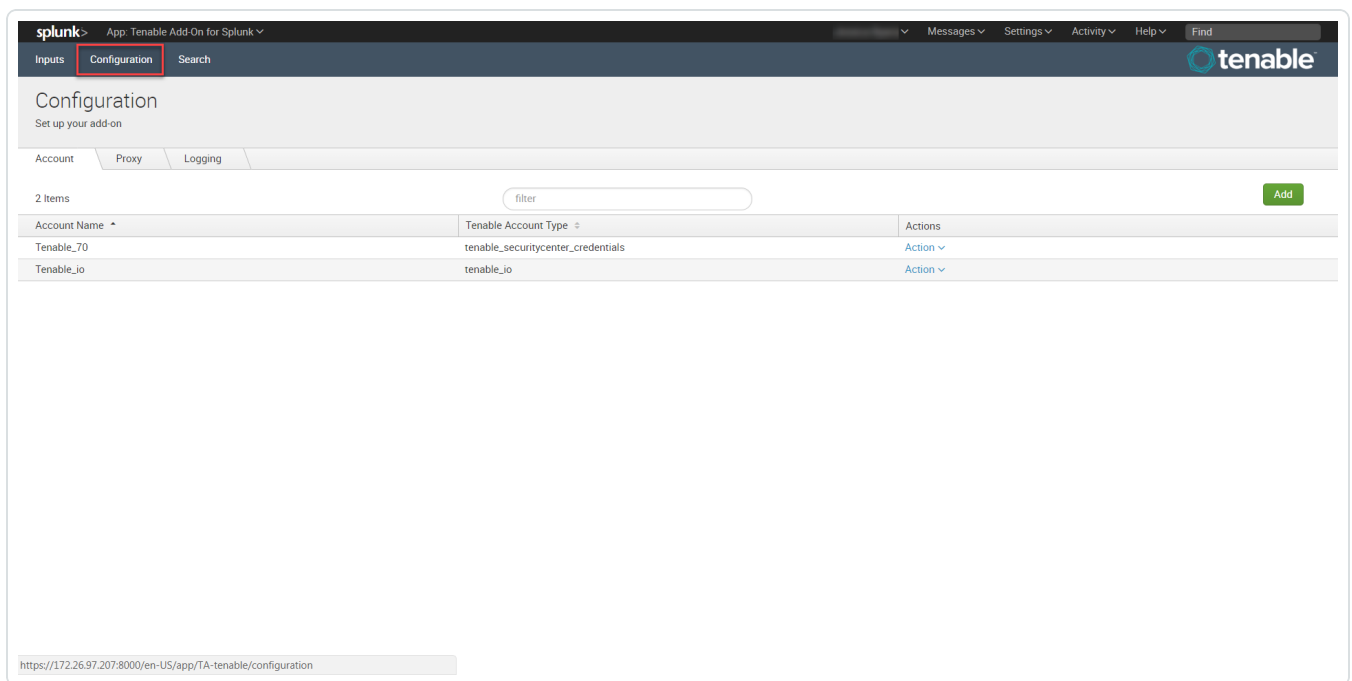 splunk> App: Tenable Add-On for Splunk Messages Settings Activity Help Find
Inputs Configuration Search tenable
Configuration
Set up your add-on
Account Proxy Logging
2 Items filter Add
Account Name Tenable Account Type Actions
Tenable_70 tenable_securitycenter_credentials Action
Tenable_io tenable_io Action
https://172.26.97.207:8000/en-US/app/TA-tenable/configuration